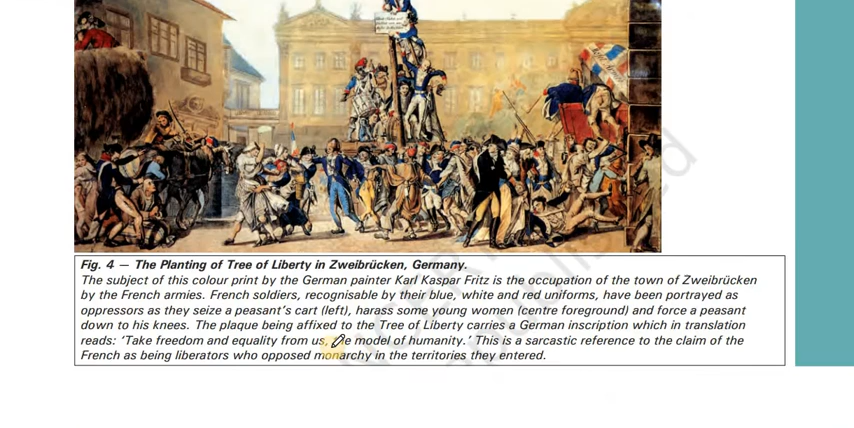 Fig. 4 — The Planting of Tree of Liberty in Zweibrücken, Germany.
The subject of this colour print by the German painter Karl Kaspar Fritz is the occupation of the town of Zweibrücken
by the French armies. French soldiers, recognisable by their blue, white and red uniforms, have been portrayed as
oppressors as they seize a peasant's cart (left), harass some young women (centre foreground) and force a peasant
down to his knees. The plaque being affixed to the Tree of Liberty carries a German inscription which in translation
reads: 'Take freedom and equality from us, model of humanity.' This is a sarcastic reference to the claim of the
French as being liberators who opposed monarchy in the territories they entered.